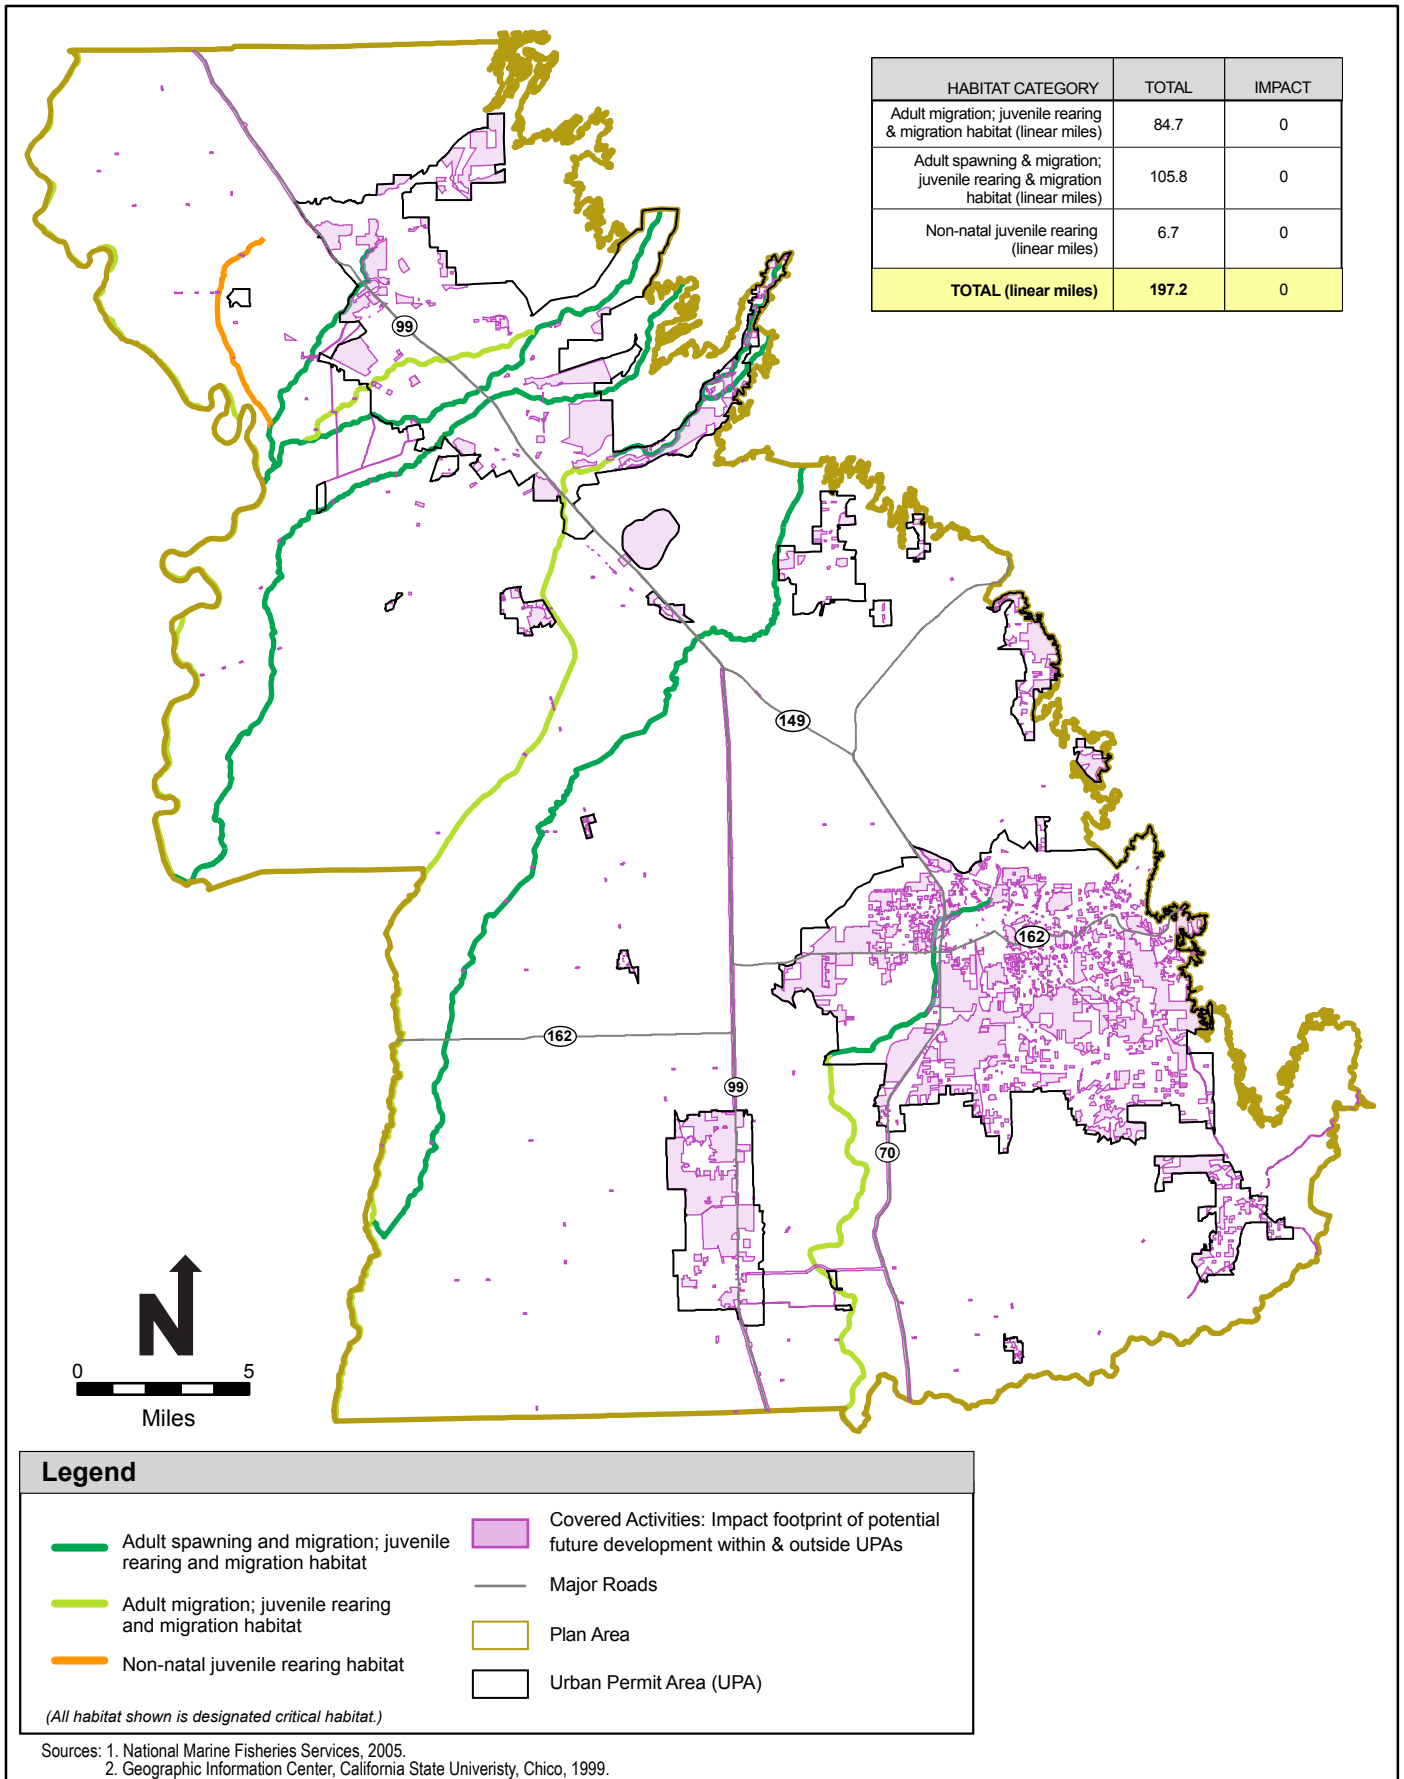 HABITAT CATEGORY TOTAL IMPACT
Adult migration; juvenile rearing
& migration habitat (linear miles) 84.7 0
Adult spawning & migration;
juvenile rearing & migration 105.8 0
habitat (linear miles)
Non-natal juvenile rearing 6.7 0
(linear miles)
TOTAL (linear miles) 197.2 0
99
149
162
162
99
70
N
0 5
Miles
Legend
Adult spawning and migration; juvenile
rearing and migration habitat
Adult migration; juvenile rearing
and migration habitat
Non-natal juvenile rearing habitat
(All habitat shown is designated critical habitat.)
Covered Activities: Impact footprint of potential
future development within & outside UPAs
Major Roads
Plan Area
Urban Permit Area (UPA)
Sources: 1. National Marine Fisheries Services, 2005.
2. Geographic Information Center, California State Univeristy, Chico, 1999.